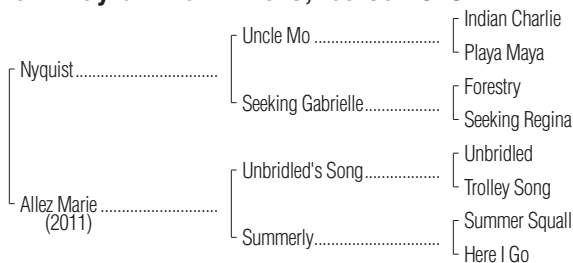 Indian Charlie
Uncle Mo ..............................
Playa Maya
Nyquist..................................
Forestry
Seeking Gabrielle..................
Seeking Regina
Unbridled
Unbridled's Song..................
Trolley Song
Allez Marie ............................
(2011)
Summer Squall
Summerly..............................
Here I Go